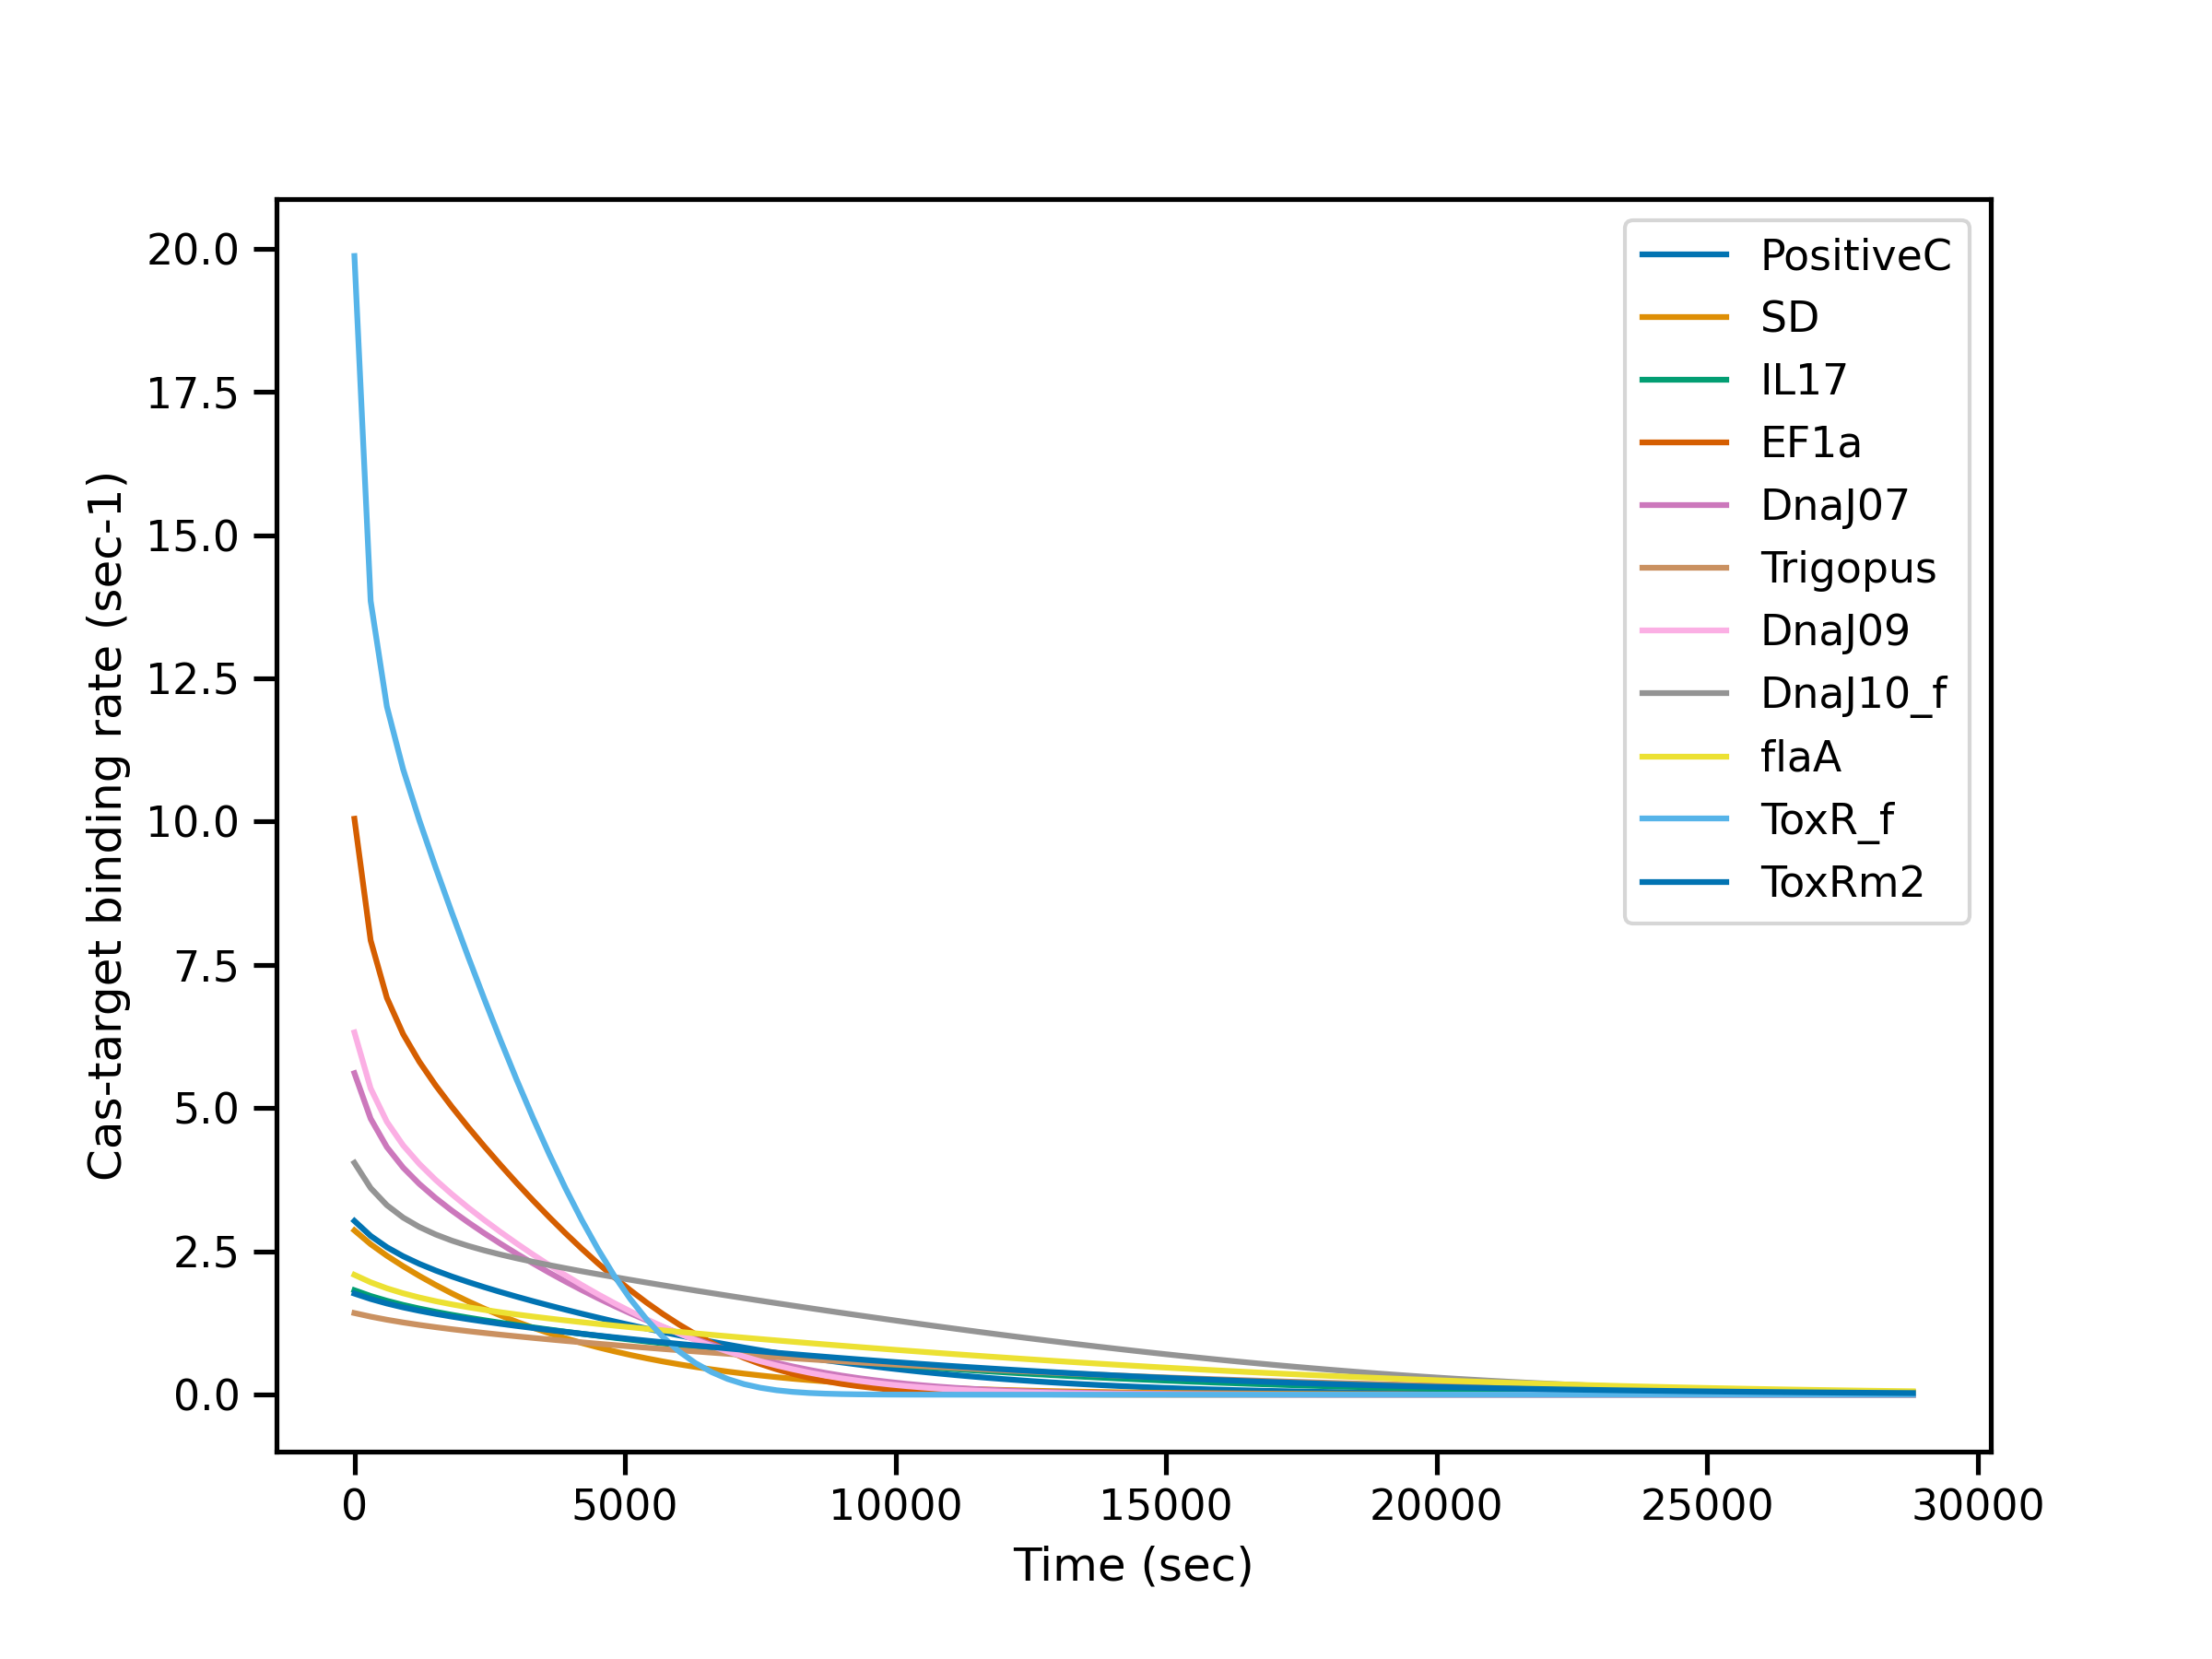 20.0
17.5
15.0
12.5
10.0
7.5
5.0
2.5
0.0
Cas-target binding rate (sec-1)
0 5000 10000 15000 20000 25000 30000
Time (sec)
PositiveC
SD
IL17
EF1a
DnaJ07
Trigopus
DnaJ09
DnaJ10_f
flaA
ToxR_f
ToxRm2